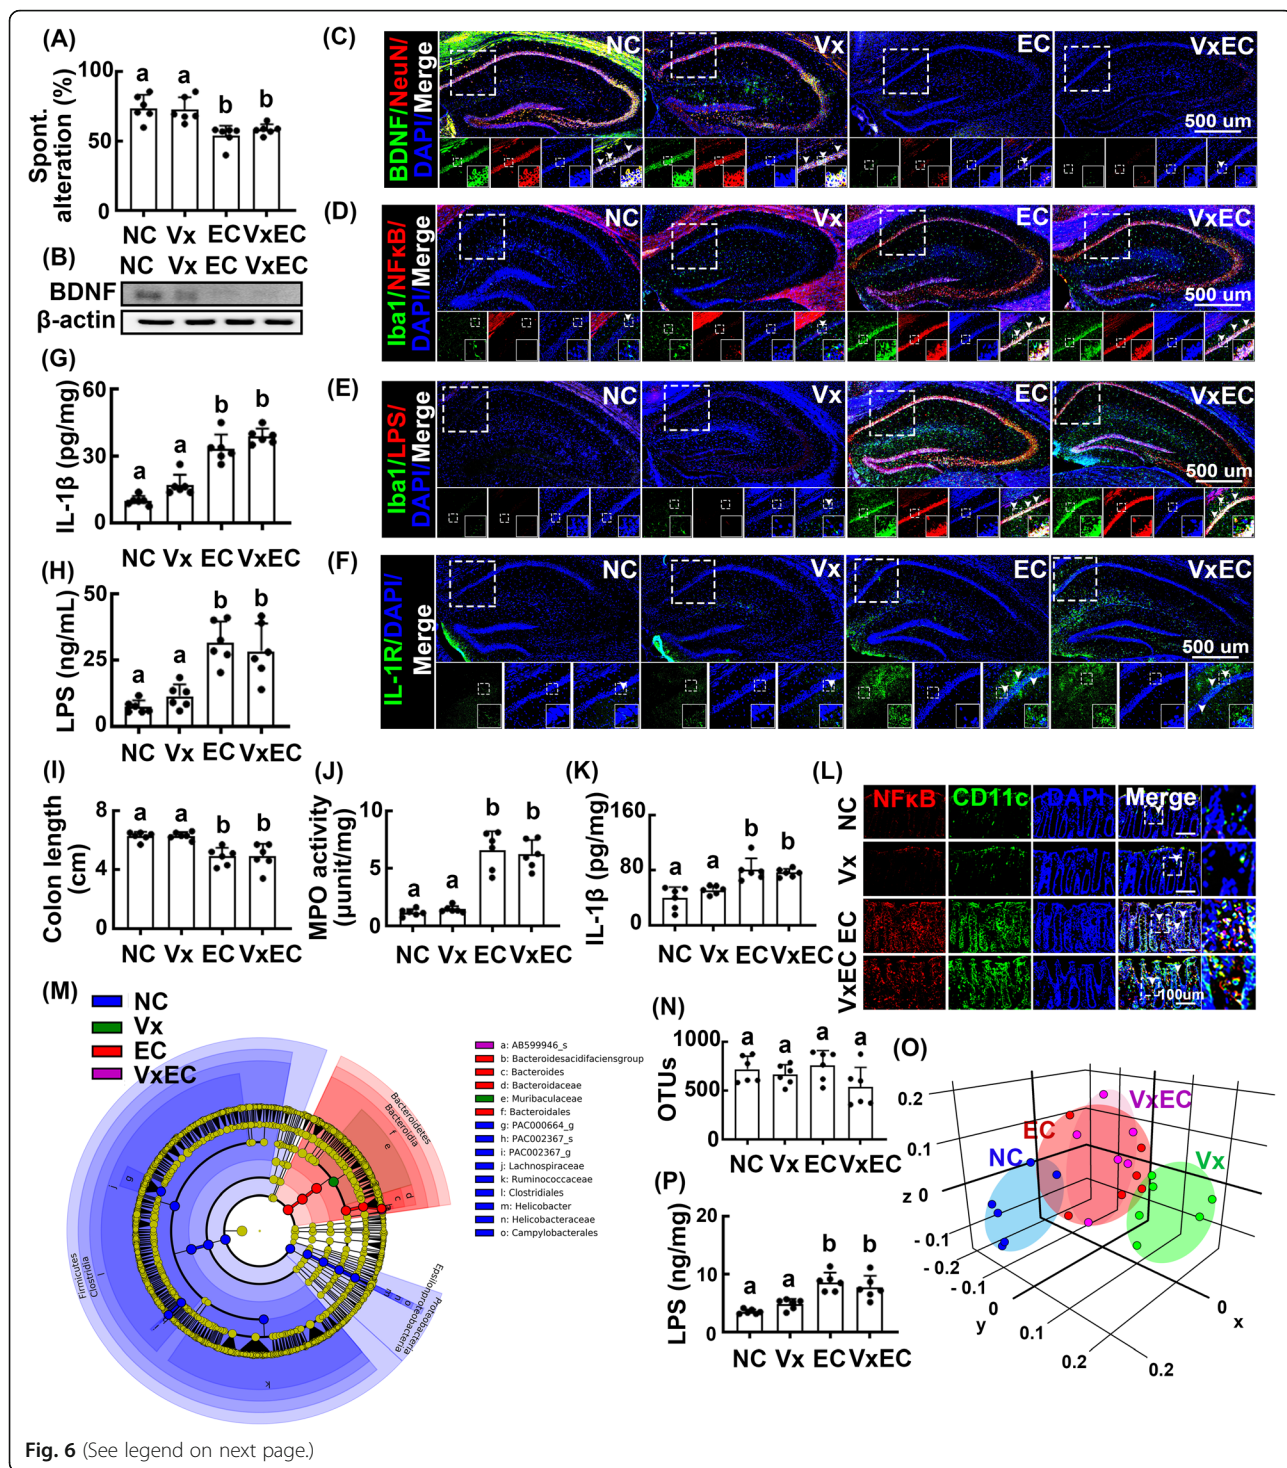 (A)
100
50
0
Spont.
alteration (%)
a a b b
NC Vx EC VxEC
(B)
NC Vx EC VxEC
BDNF
β-actin
(C)
BDNF/NeuN/
DAPI/Merge
NC Vx EC VxEC
500 um
(D)
Iba1/NFκB/
DAPI/Merge
NC Vx EC VxEC
500 um
(E)
Iba1/LPS/
DAPI/Merge
NC Vx EC VxEC
500 um
(F)
IL-1R/DAPI/
Merge
NC Vx EC VxEC
500 um
(G)
60
30
0
IL-1β (pg/mg)
a a b b
NC Vx EC VxEC
(H)
50
25
0
LPS (ng/mL)
a a b b
NC Vx EC VxEC
(I)
8
4
0
Colon length
(cm)
a a b b
NC Vx EC VxEC
(J)
10
5
0
MPO activity
(μunit/mg)
a a b b
NC Vx EC VxEC
(K)
160
80
0
IL-1β (pg/mg)
a a b b
NC Vx EC VxEC
(L)
NFκB CD11c DAPI Merge
NC
Vx
EC
VxEC
100um
(M)
NC
Vx
EC
VxEC
Bacteroidetes
Bacteroidia
f
e
d
c
g
j
l
Clostridia
Firmicutes
k
m
n
o
Epsilonproteobacteria
Proteobacteria
a: AB599946_s
b: Bacteroidesacidifaciensgroup
c: Bacteroides
d: Bacteroidaceae
e: Muribaculaceae
f: Bacteroidales
g: PAC000664_g
h: PAC002367_s
i: PAC002367_g
j: Lachnospiraceae
k: Ruminococcaceae
l: Clostridiales
m: Helicobacter
n: Helicobacteraceae
o: Campylobacterales
(N)
1000
500
0
OTUs
a a a a
NC Vx EC VxEC
(O)
0.2
0.1
z 0
- 0.1
- 0.2
- 0.1
0
y
0.1
0.2
0.2
0
x
NC
EC
VxEC
Vx
(P)
20
10
0
LPS (ng/mg)
a a b b
NC Vx EC VxEC
Fig. 6 (See legend on next page.)